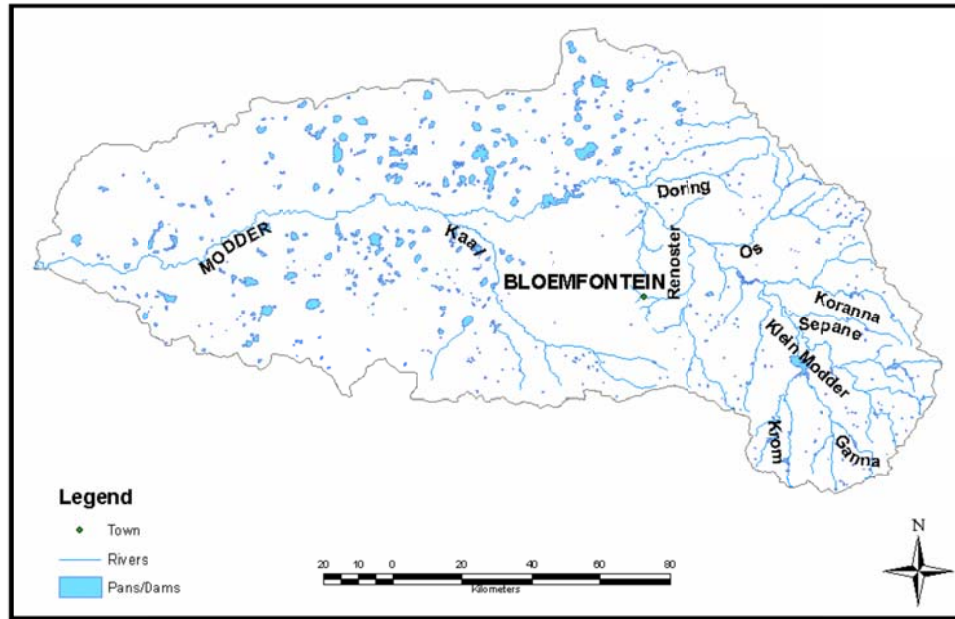 Doring
MODDER
Kaal
Renoster
Os
BLOEMFONTEIN
Koranna
Sepane
Klein Modder
Krom
Ganna
Legend
Town
Rivers
Pans/Dams
20 10 0 20 40 60 80
Kilometers
N